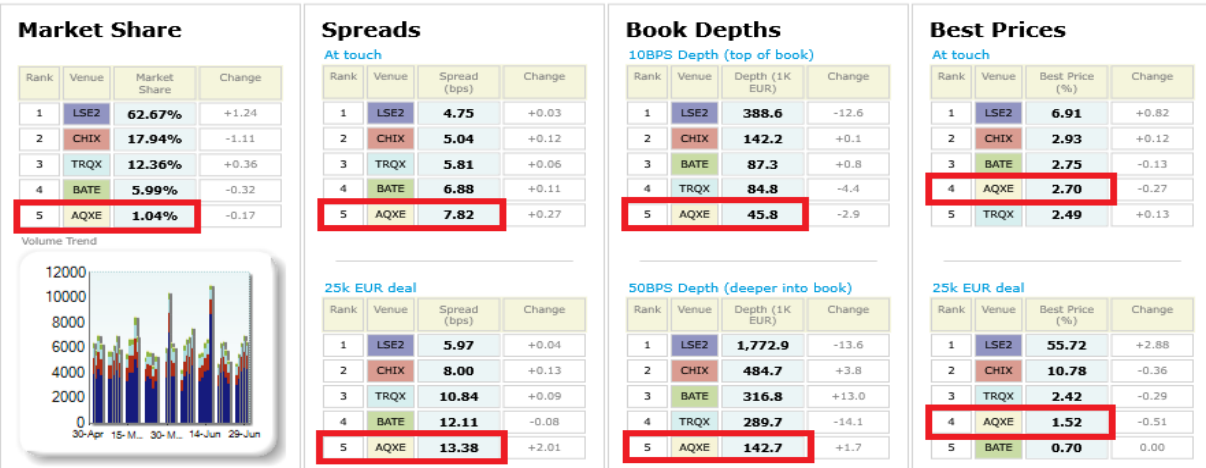 Market Share
Rank Venue Market Share Change
1 LSE2 62.67% +1.24
2 CHIX 17.94% -1.11
3 TRQX 12.36% +0.36
4 BATE 5.99% -0.32
5 AQXE 1.04% -0.17
Volume Trend
12000
10000
8000
6000
4000
2000
0
30-Apr 15- M... 30- M... 14-Jun 29-Jun
Spreads
At touch
Rank Venue Spread (bps) Change
1 LSE2 4.75 +0.03
2 CHIX 5.04 +0.12
3 TRQX 5.81 +0.06
4 BATE 6.88 +0.11
5 AQXE 7.82 +0.27
25k EUR deal
Rank Venue Spread (bps) Change
1 LSE2 5.97 +0.04
2 CHIX 8.00 +0.13
3 TRQX 10.84 +0.09
4 BATE 12.11 -0.08
5 AQXE 13.38 +2.01
Book Depths
10BPS Depth (top of book)
Rank Venue Depth (1K EUR) Change
1 LSE2 388.6 -12.6
2 CHIX 142.2 +0.1
3 BATE 87.3 +0.8
4 TRQX 84.8 -4.4
5 AQXE 45.8 -2.9
50BPS Depth (deeper into book)
Rank Venue Depth (1K EUR) Change
1 LSE2 1,772.9 -13.6
2 CHIX 484.7 +3.8
3 BATE 316.8 +13.0
4 TRQX 289.7 -14.1
5 AQXE 142.7 +1.7
Best Prices
At touch
Rank Venue Best Price (%) Change
1 LSE2 6.91 +0.82
2 CHIX 2.93 +0.12
3 BATE 2.75 -0.13
4 AQXE 2.70 -0.27
5 TRQX 2.49 +0.13
25k EUR deal
Rank Venue Best Price (%) Change
1 LSE2 55.72 +2.88
2 CHIX 10.78 -0.36
3 TRQX 2.42 -0.29
4 AQXE 1.52 -0.51
5 BATE 0.70 0.00